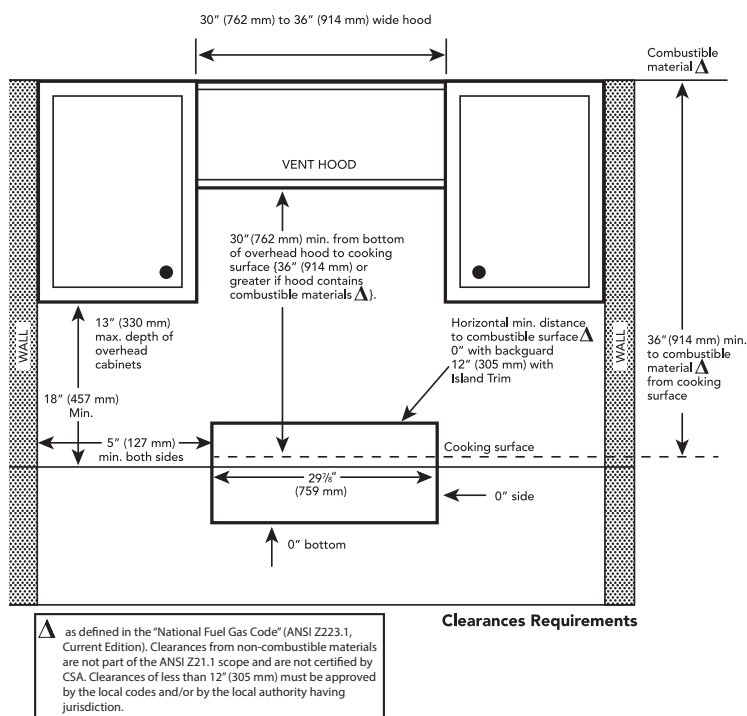 30" (762 mm) to 36" (914 mm) wide hood
Combustible
material Δ
VENT HOOD
30" (762 mm) min. from bottom
of overhead hood to cooking
surface {36" (914 mm) or
greater if hood contains
combustible materials Δ}.
WALL
13" (330 mm)
max. depth of
overhead
cabinets
Horizontal min. distance
to combustible surface Δ
0" with backguard
12" (305 mm) with
Island Trim
WALL
36" (914 mm) min.
to combustible
material Δ
from cooking
surface
18" (457 mm)
Min.
5" (127 mm)
min. both sides
Cooking surface
29⅞"
(759 mm)
0" side
0" bottom
Clearances Requirements
Δ as defined in the "National Fuel Gas Code" (ANSI Z223.1,
Current Edition). Clearances from non-combustible materials
are not part of the ANSI Z21.1 scope and are not certified by
CSA. Clearances of less than 12" (305 mm) must be approved
by the local codes and/or by the local authority having
jurisdiction.